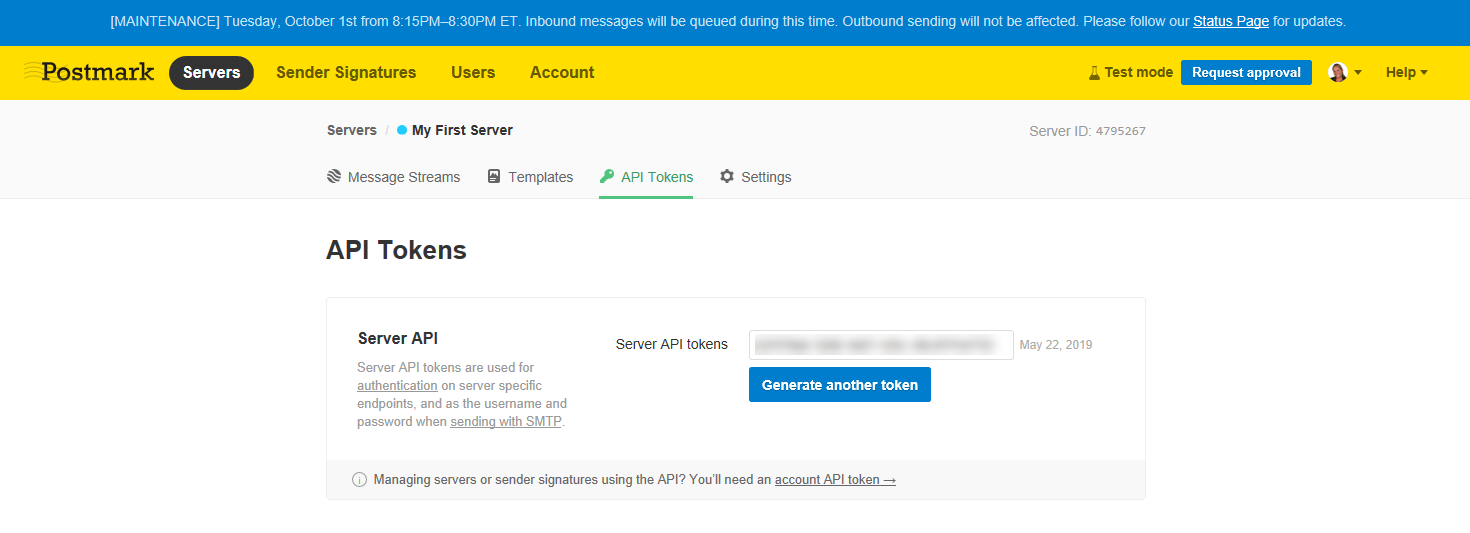 [MAINTENANCE] Tuesday, October 1st from 8:15PM–8:30PM ET. Inbound messages will be queued during this time. Outbound sending will not be affected. Please follow our Status Page for updates.
Postmark Servers Sender Signatures Users Account Test mode Request approval Help
Servers / My First Server Server ID: 4795267
Message Streams Templates API Tokens Settings
API Tokens
Server API
Server API tokens May 22, 2019
Server API tokens are used for
authentication on server specific
endpoints, and as the username and
password when sending with SMTP.
Generate another token
Managing servers or sender signatures using the API? You’ll need an account API token →